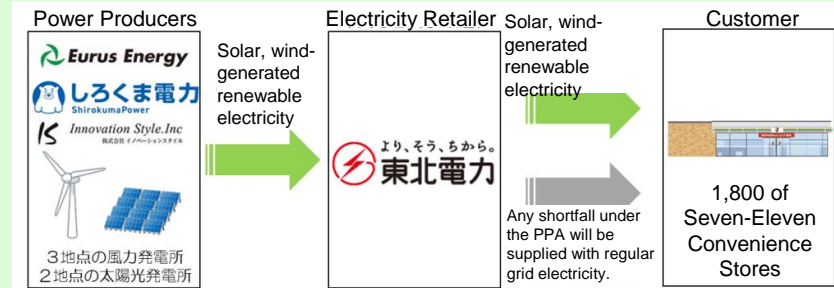 Power Producers
Eurus Energy
しろくま電力
ShirokumaPower
IS Innovation Style.Inc
株式会社 イノベーションスタイル
3地点の風力発電所
2地点の太陽光発電所
Solar, wind-
generated
renewable
electricity
Electricity Retailer
より、そう、ちから。
東北電力
Solar, wind-
generated
renewable
electricity
Any shortfall under
the PPA will be
supplied with regular
grid electricity.
Customer
1,800 of
Seven-Eleven
Convenience
Stores